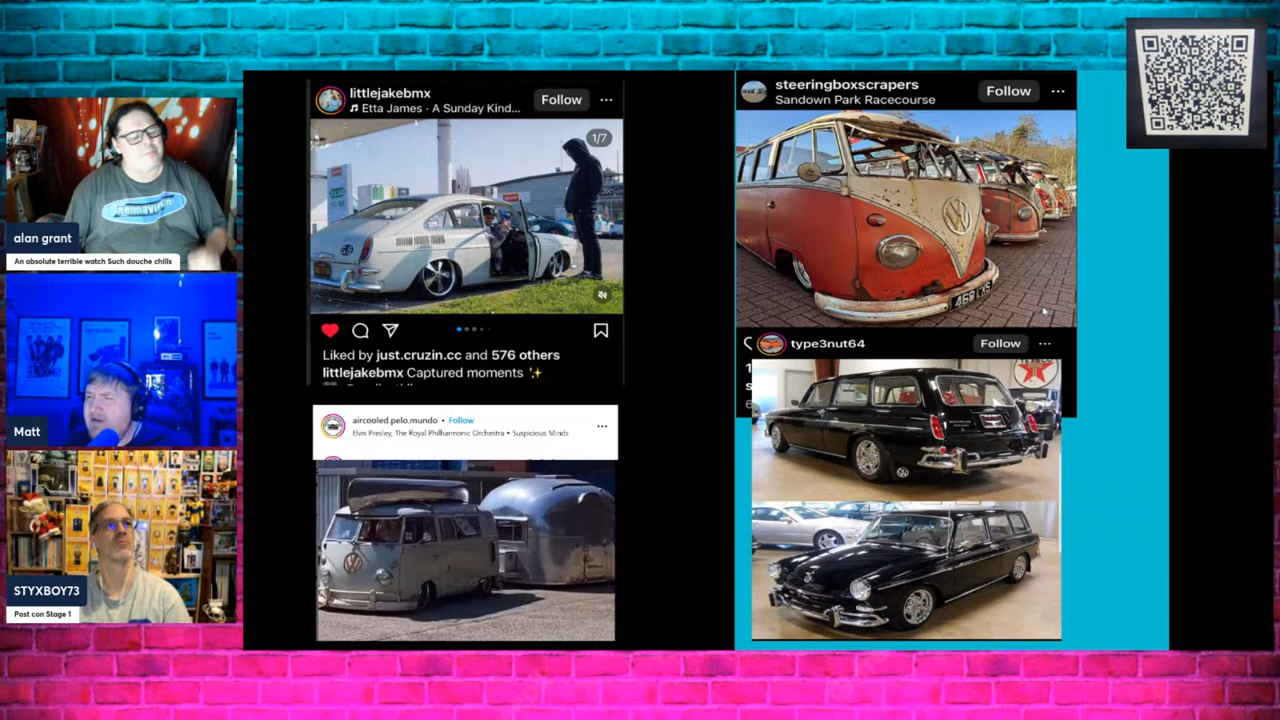 alan grant
An absolute terrible watch Such douche chills
Matt
STYXBOY73
Post con Stage 1
littlejakebmx
Etta James · A Sunday Kind...
Follow
1/7
Liked by just.cruzin.cc and 576 others
littlejakebmx Captured moments ✨
aircooled.pelo.mundo • Follow
Elvis Presley, The Royal Philharmonic Orchestra • Suspicious Minds
steeringboxscrapers
Sandown Park Racecourse
Follow
type3nut64
Follow
TEXACO